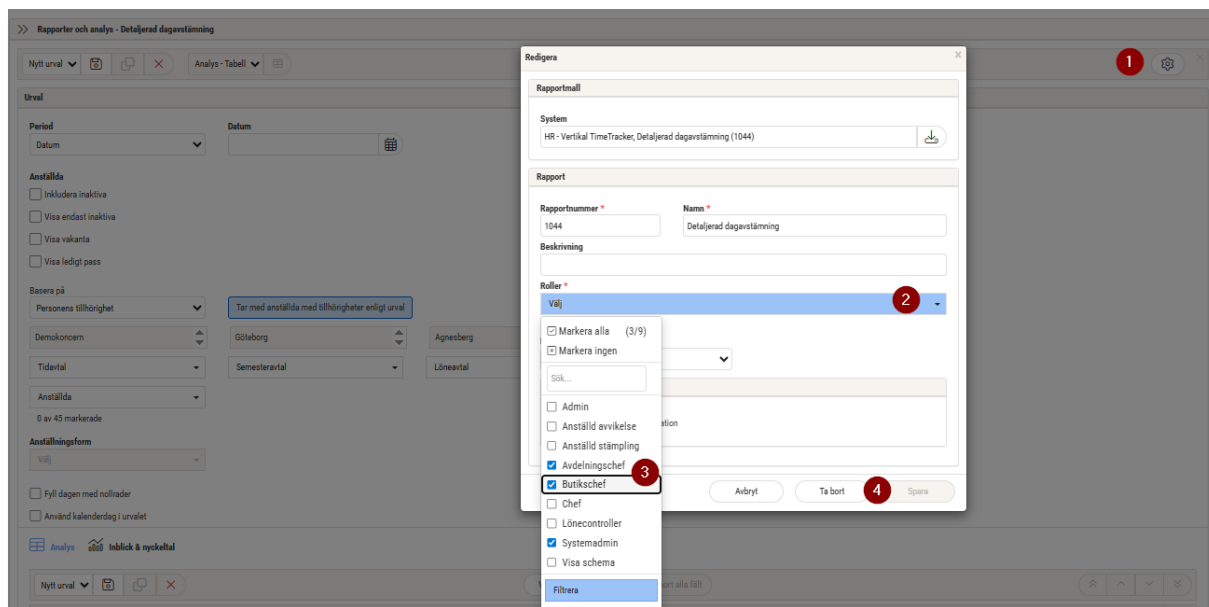 Rapporter och analys - Detaljerad dagavstämning
Nytt urval
Analys - Tabell
1
Urval
Period
Datum
Datum
Anställda
Inkludera inaktiva
Visa endast inaktiva
Visa vakanta
Visa ledigt pass
Basera på
Personens tillhörighet
Tar med anställda med tillhörigheter enligt urval
Demokoncern
Göteborg
Agnesberg
Tidavtal
Semesteravtal
Löneavtal
Anställda
0 av 45 markerade
Anställningsform
Välj
Fyll dagen med nollrader
Använd kalenderdag i urvalet
Analys
Inblick & nyckeltal
Nytt urval
ort alla fält
Redigera
Rapportmall
System
HR - Vertikal TimeTracker, Detaljerad dagavstämning (1044)
Rapport
Rapportnummer *
Namn *
1044
Detaljerad dagavstämning
Beskrivning
Roller *
Välj
2
Markera alla (3/9)
Markera ingen
Sök...
Admin
Anställd avvikelse
ation
Anställd stämpling
Avdelningschef
3
Butikschef
Chef
Lönecontroller
Systemadmin
Visa schema
Filtrera
Avbryt
Ta bort
4
Spara